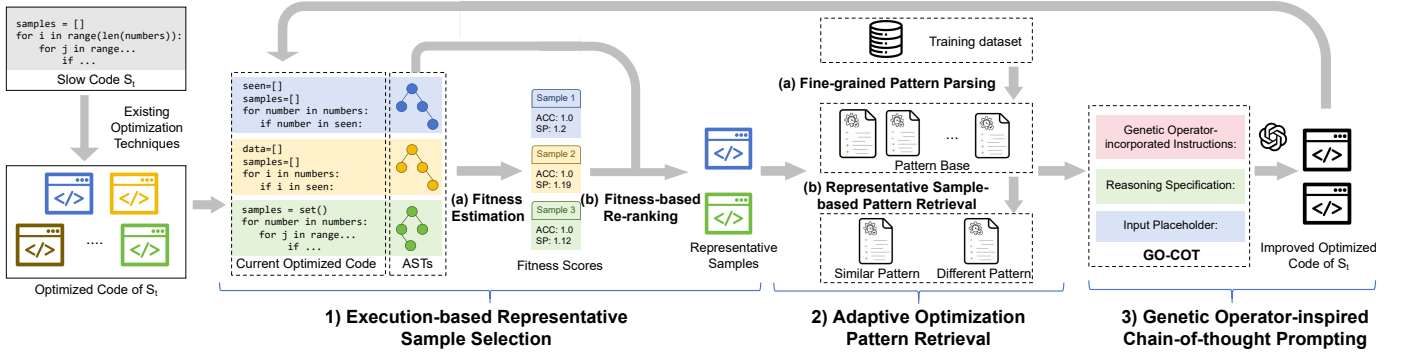 samples = []
for i in range(len(numbers)):
for j in range...
if ...
Slow Code St
Existing
Optimization
Techniques
</>
</>
</>
....
</>
Optimized Code of St
seen=[]
samples=[]
for number in numbers:
if number in seen:
data=[]
samples=[]
for i in numbers:
if i in seen:
samples = set()
for number in numbers:
for j in range...
if ...
Current Optimized Code
ASTs
(a) Fitness
Estimation
Sample 1
ACC: 1.0
SP: 1.2
Sample 2
ACC: 1.0
SP: 1.19
Sample 3
ACC: 1.0
SP: 1.12
Fitness Scores
(b) Fitness-based
Re-ranking
</>
</>
Representative
Samples
1) Execution-based Representative
Sample Selection
Training dataset
(a) Fine-grained Pattern Parsing
...
Pattern Base
(b) Representative Sample-
based Pattern Retrieval
Similar Pattern
Different Pattern
2) Adaptive Optimization
Pattern Retrieval
Genetic Operator-
incorporated Instructions:
Reasoning Specification:
Input Placeholder:
GO-COT
</>
</>
Improved Optimized
Code of St
3) Genetic Operator-inspired
Chain-of-thought Prompting